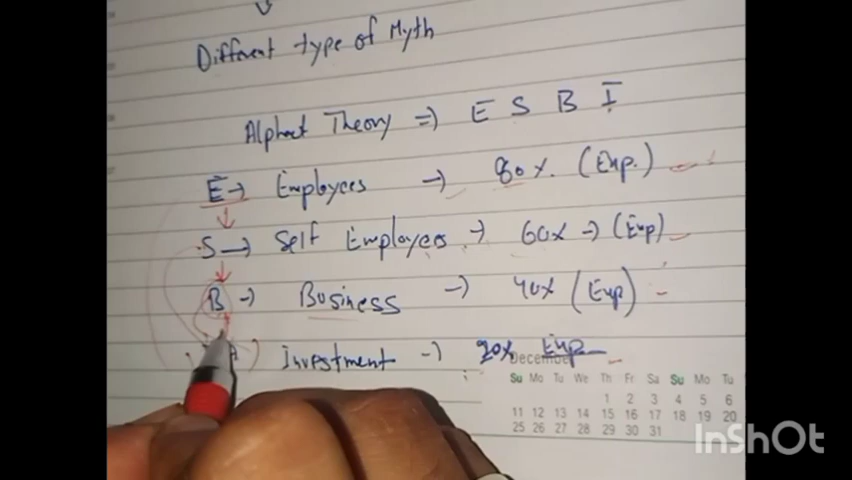 Different type of Myth
Alphact Theory => E S B I
E → Employees → 80%. (Exp.)
S → Self Employees → 60% → (Exp)
B → Business → 40% (Exp)
Investment → 20% Exp
December
Su Mo Tu We Th Fr Sa Su Mo Tu
1 2 3 4 5 6
11 12 13 14 15 16 17 18 19 20
25 26 27 28 29 30 31
InShOt